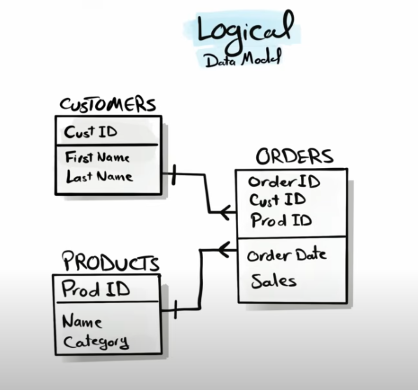 Logical
Data Model
CUSTOMERS
Cust ID
First Name
Last Name
ORDERS
Order ID
Cust ID
Prod ID
Order Date
Sales
PRODUCTS
Prod ID
Name
Category